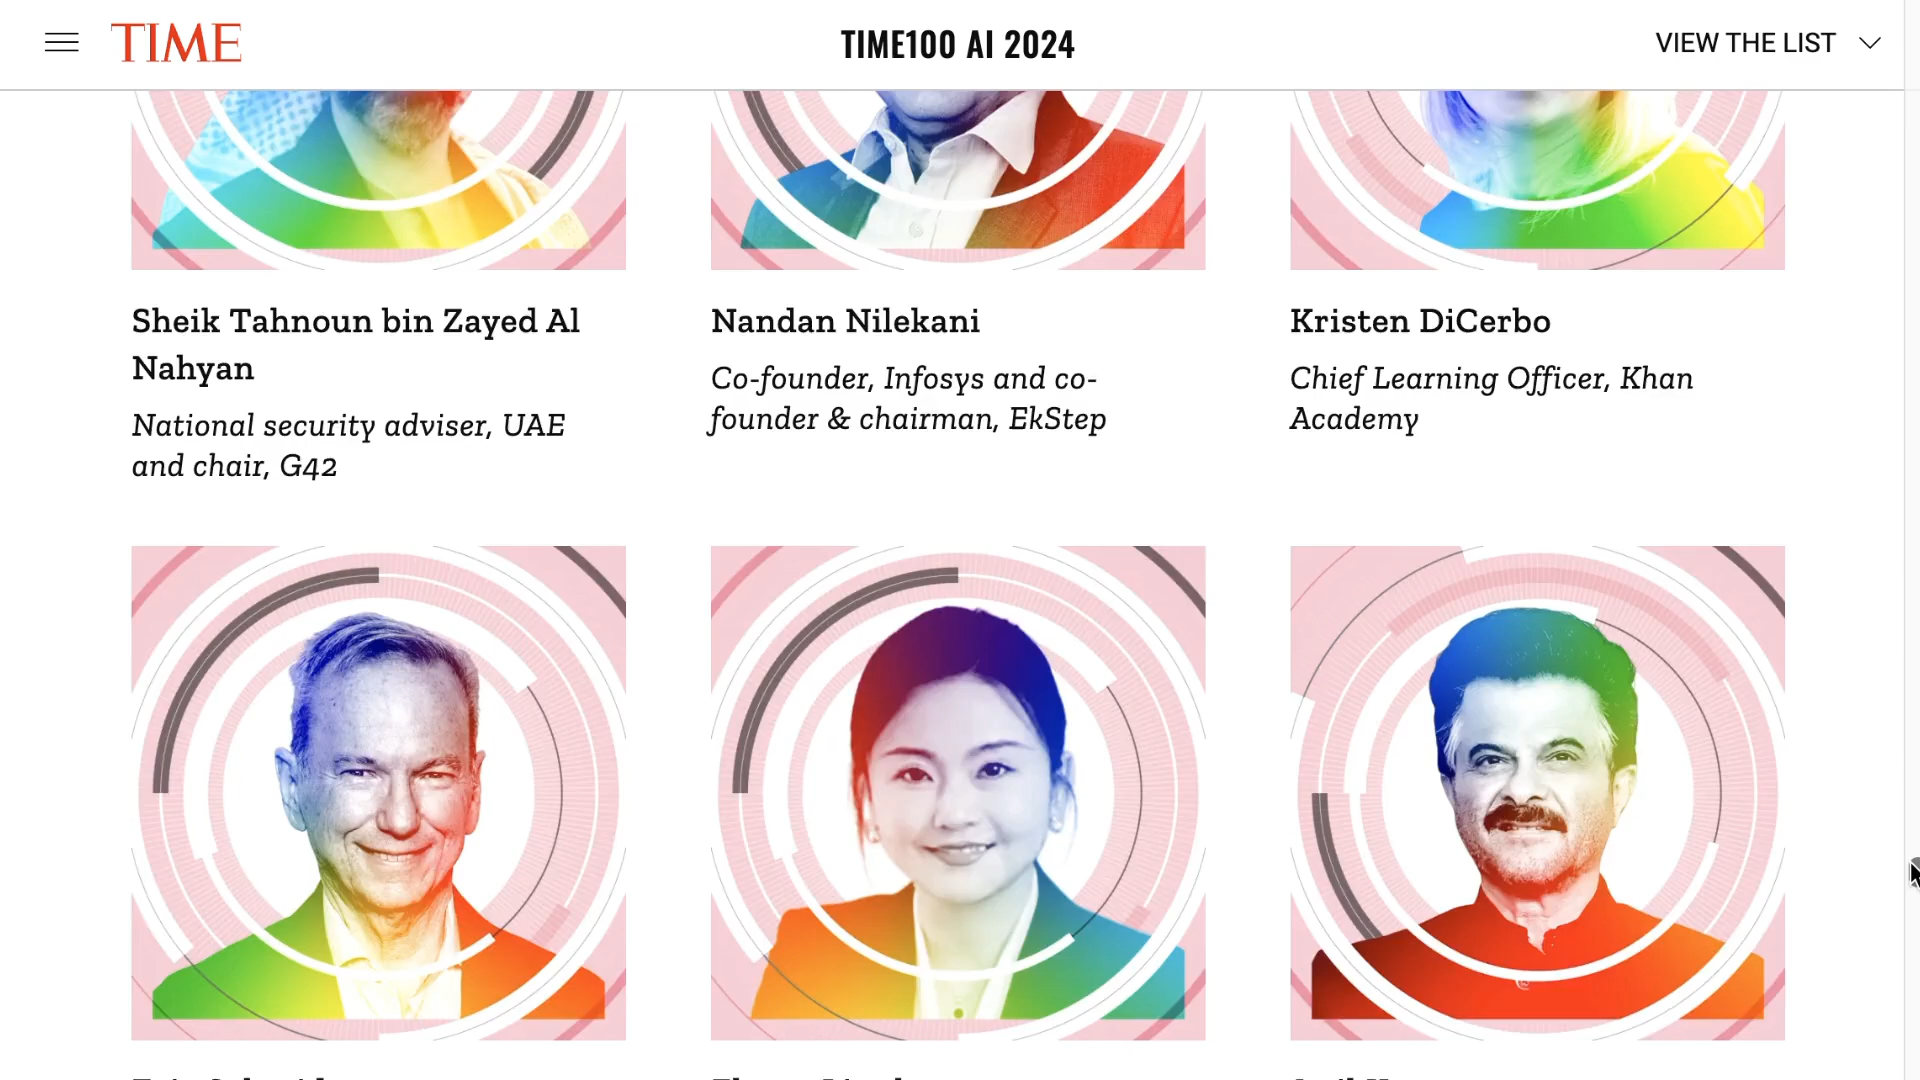 TIME
TIME100 AI 2024
VIEW THE LIST
Sheik Tahnoun bin Zayed Al
Nahyan
National security adviser, UAE
and chair, G42
Nandan Nilekani
Co-founder, Infosys and co-
founder & chairman, EkStep
Kristen DiCerbo
Chief Learning Officer, Khan
Academy